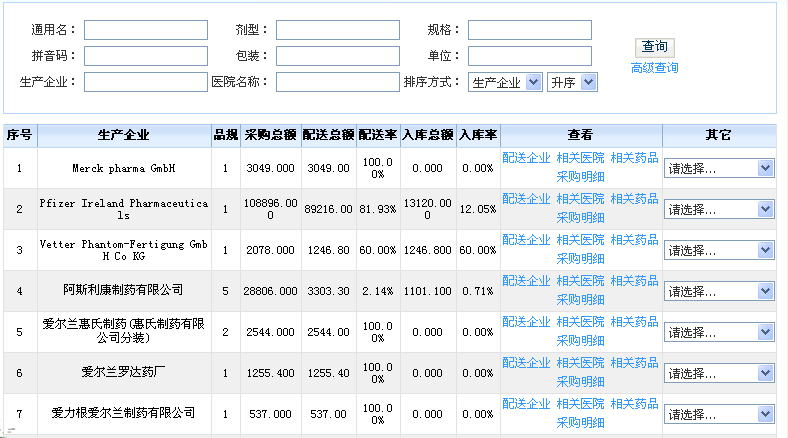 通用名： 剂型： 规格：
拼音码： 包装： 单位： 查询
高级查询
生产企业： 医院名称： 排序方式： 生产企业 升序
序号 生产企业 品规 采购总额 配送总额 配送率 入库总额 入库率 查看 其它
1 Merck pharma GmbH 1 3049.000 3049.00 100.00% 0.000 0.00% 配送企业 相关医院 相关药品 采购明细 请选择...
2 Pfizer Ireland Pharmaceuticals 1 108896.000 89216.00 81.93% 13120.000 12.05% 配送企业 相关医院 相关药品 采购明细 请选择...
3 Vetter Phantom-Fertigung GmbH Co KG 1 2078.000 1246.80 60.00% 1246.800 60.00% 配送企业 相关医院 相关药品 采购明细 请选择...
4 阿斯利康制药有限公司 5 28806.000 3303.30 2.14% 1101.100 0.71% 配送企业 相关医院 相关药品 采购明细 请选择...
5 爱尔兰惠氏制药(惠氏制药有限公司分装) 2 2544.000 2544.00 100.00% 0.000 0.00% 配送企业 相关医院 相关药品 采购明细 请选择...
6 爱尔兰罗达药厂 1 1255.400 1255.40 100.00% 0.000 0.00% 配送企业 相关医院 相关药品 采购明细 请选择...
7 爱力根爱尔兰制药有限公司 1 537.000 537.00 100.00% 0.000 0.00% 配送企业 相关医院 相关药品 采购明细 请选择...